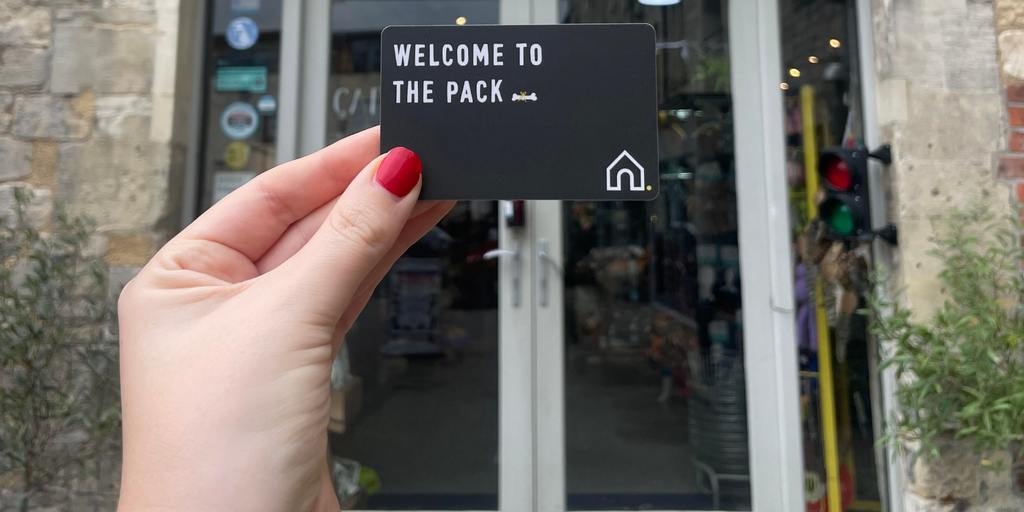 WELCOME TO
THE PACK